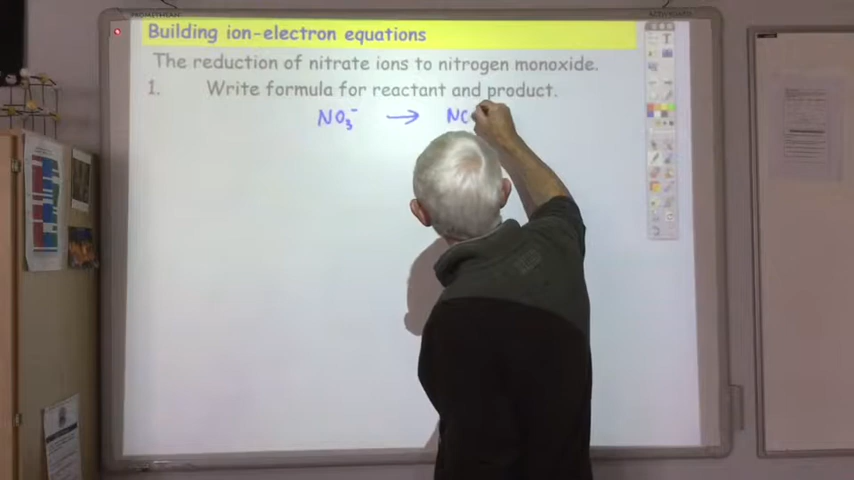 Building ion-electron equations
The reduction of nitrate ions to nitrogen monoxide.
1. Write formula for reactant and product.
NO₃⁻ → NO